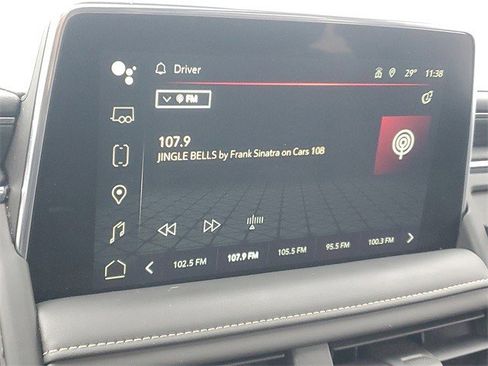 Driver 29° 11:38
FM
107.9
JINGLE BELLS by Frank Sinatra on Cars 108
102.5 FM 107.9 FM 105.5 FM 95.5 FM 100.3 FM